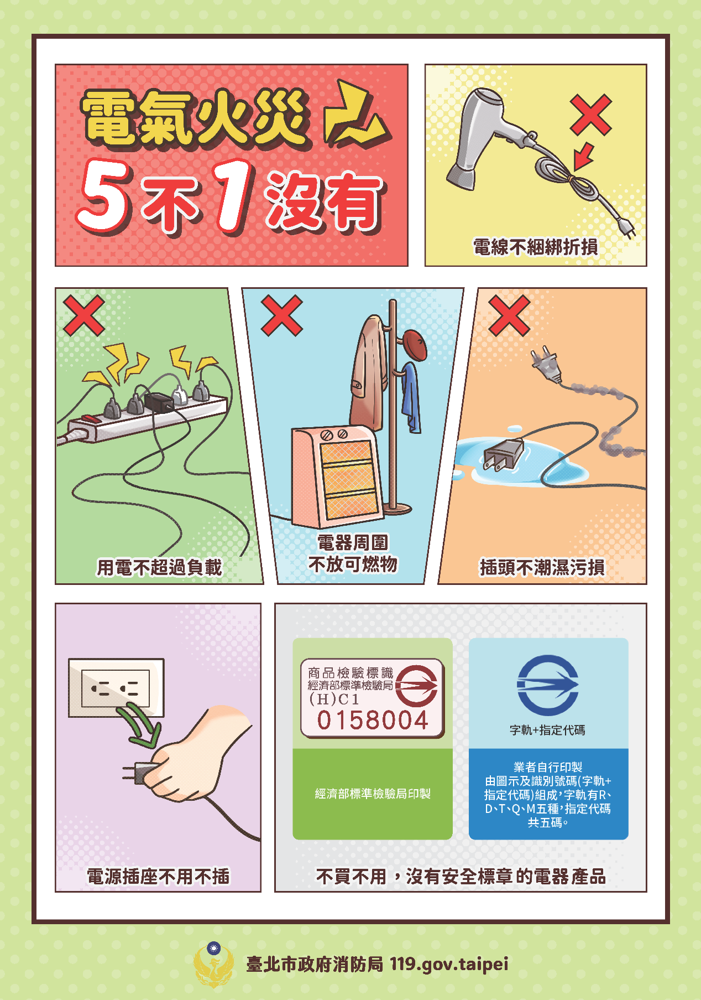 電氣火災
5不1沒有
電線不綑綁折損
用電不超過負載
電器周圍
不放可燃物
插頭不潮濕污損
電源插座不用不插
商品檢驗標識
經濟部標準檢驗局
(H)C1
0158004
經濟部標準檢驗局印製
字軌+指定代碼
業者自行印製
由圖示及識別號碼(字軌+
指定代碼)組成,字軌有R、
D、T、Q、M五種,指定代碼
共五碼。
不買不用,沒有安全標章的電器產品
臺北市政府消防局 119.gov.taipei